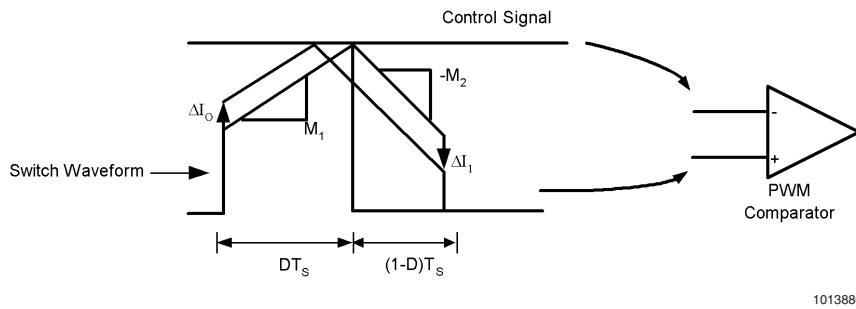 Control Signal
-M2
ΔIO
M1
ΔI1
Switch Waveform
-
+
PWM
Comparator
DTS
(1-D)TS
101388